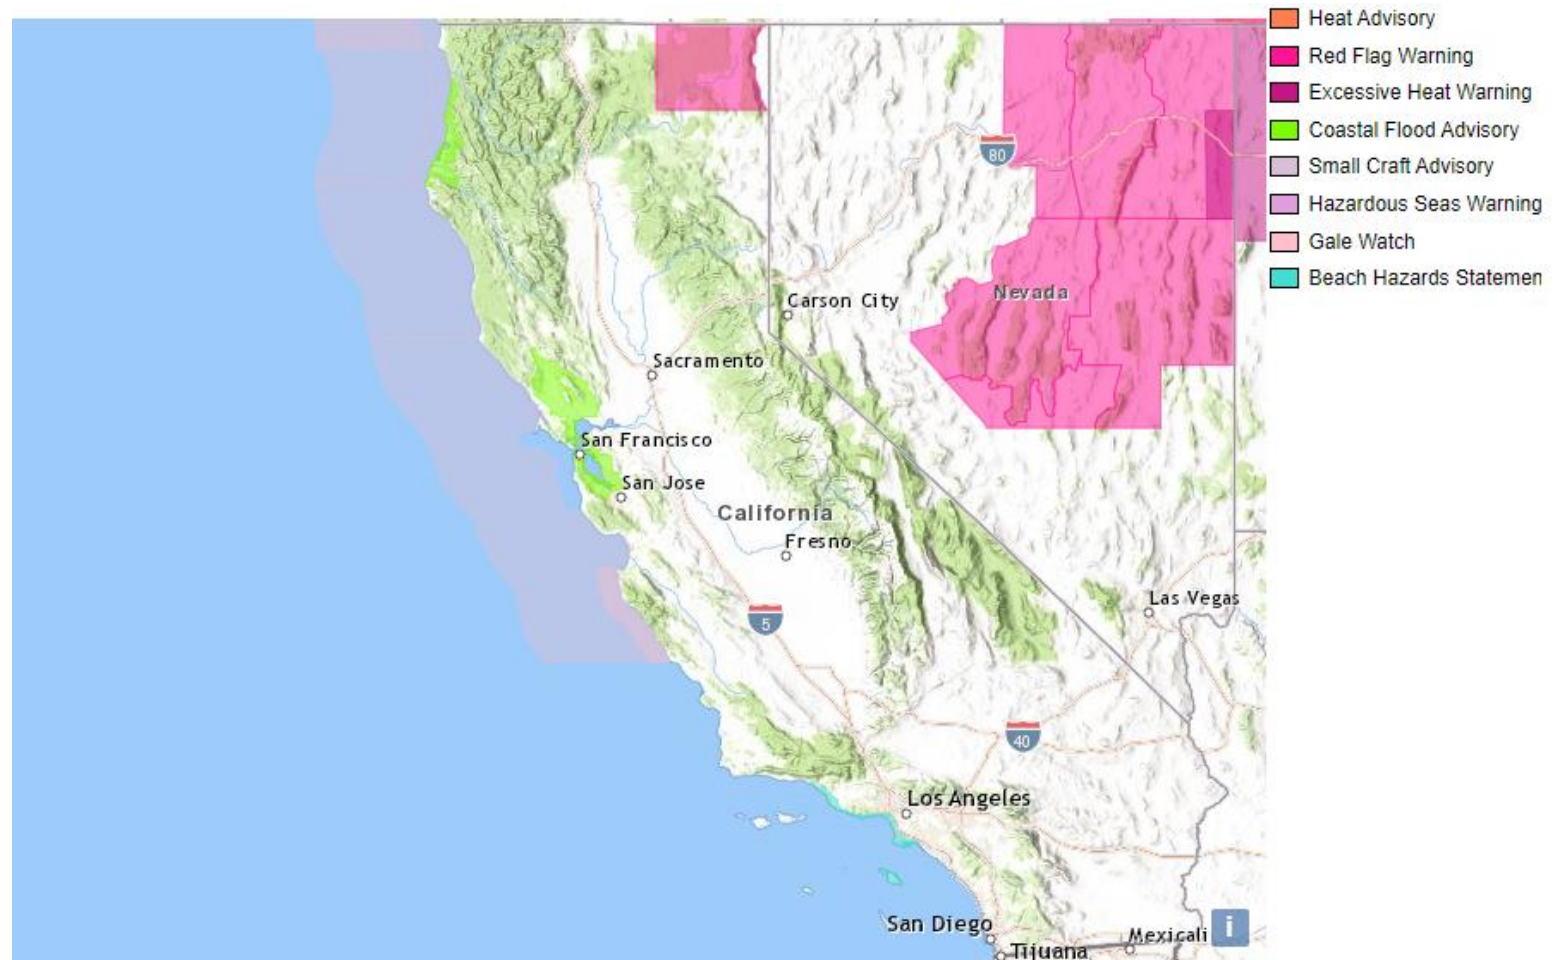 Heat Advisory
Red Flag Warning
Excessive Heat Warning
Coastal Flood Advisory
Small Craft Advisory
Hazardous Seas Warning
Gale Watch
Beach Hazards Statemen
80
Nevada
Carson City
Sacramento
San Francisco
San Jose
California
Fresno
Las Vegas
5
40
Los Angeles
San Diego
Mexicali
i
Tijuana